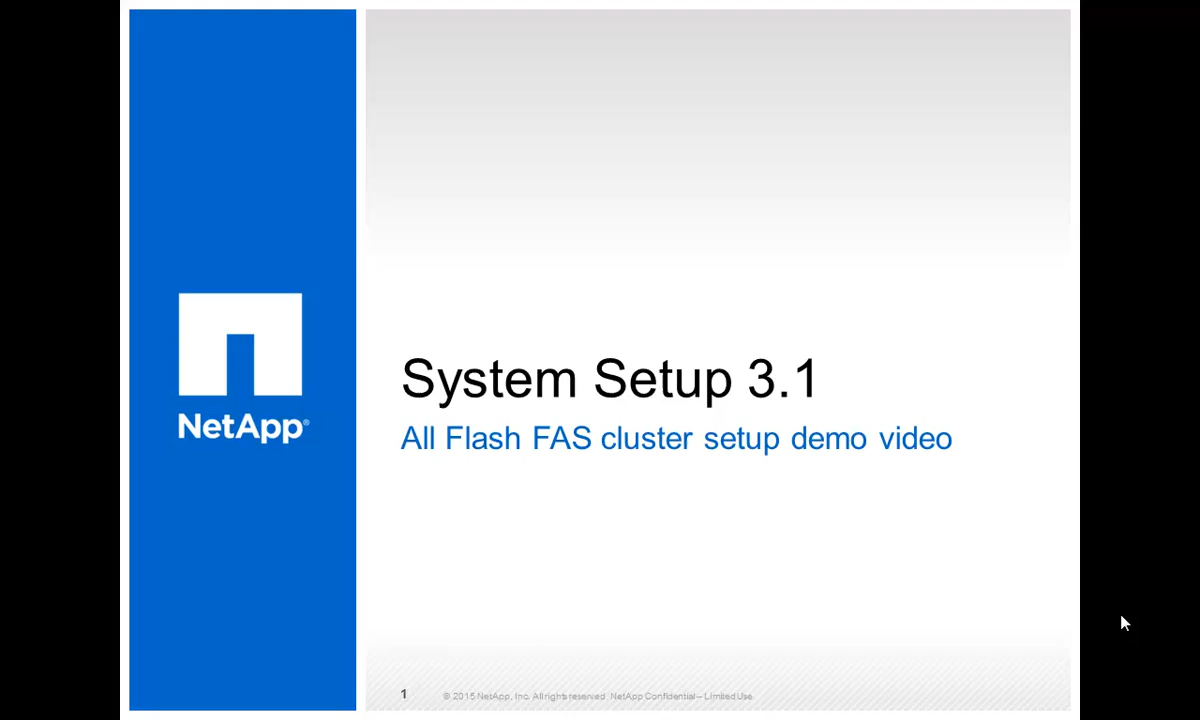 NetApp®
System Setup 3.1
All Flash FAS cluster setup demo video
1
© 2015 NetApp, Inc. All rights reserved. NetApp Confidential – Limited Use